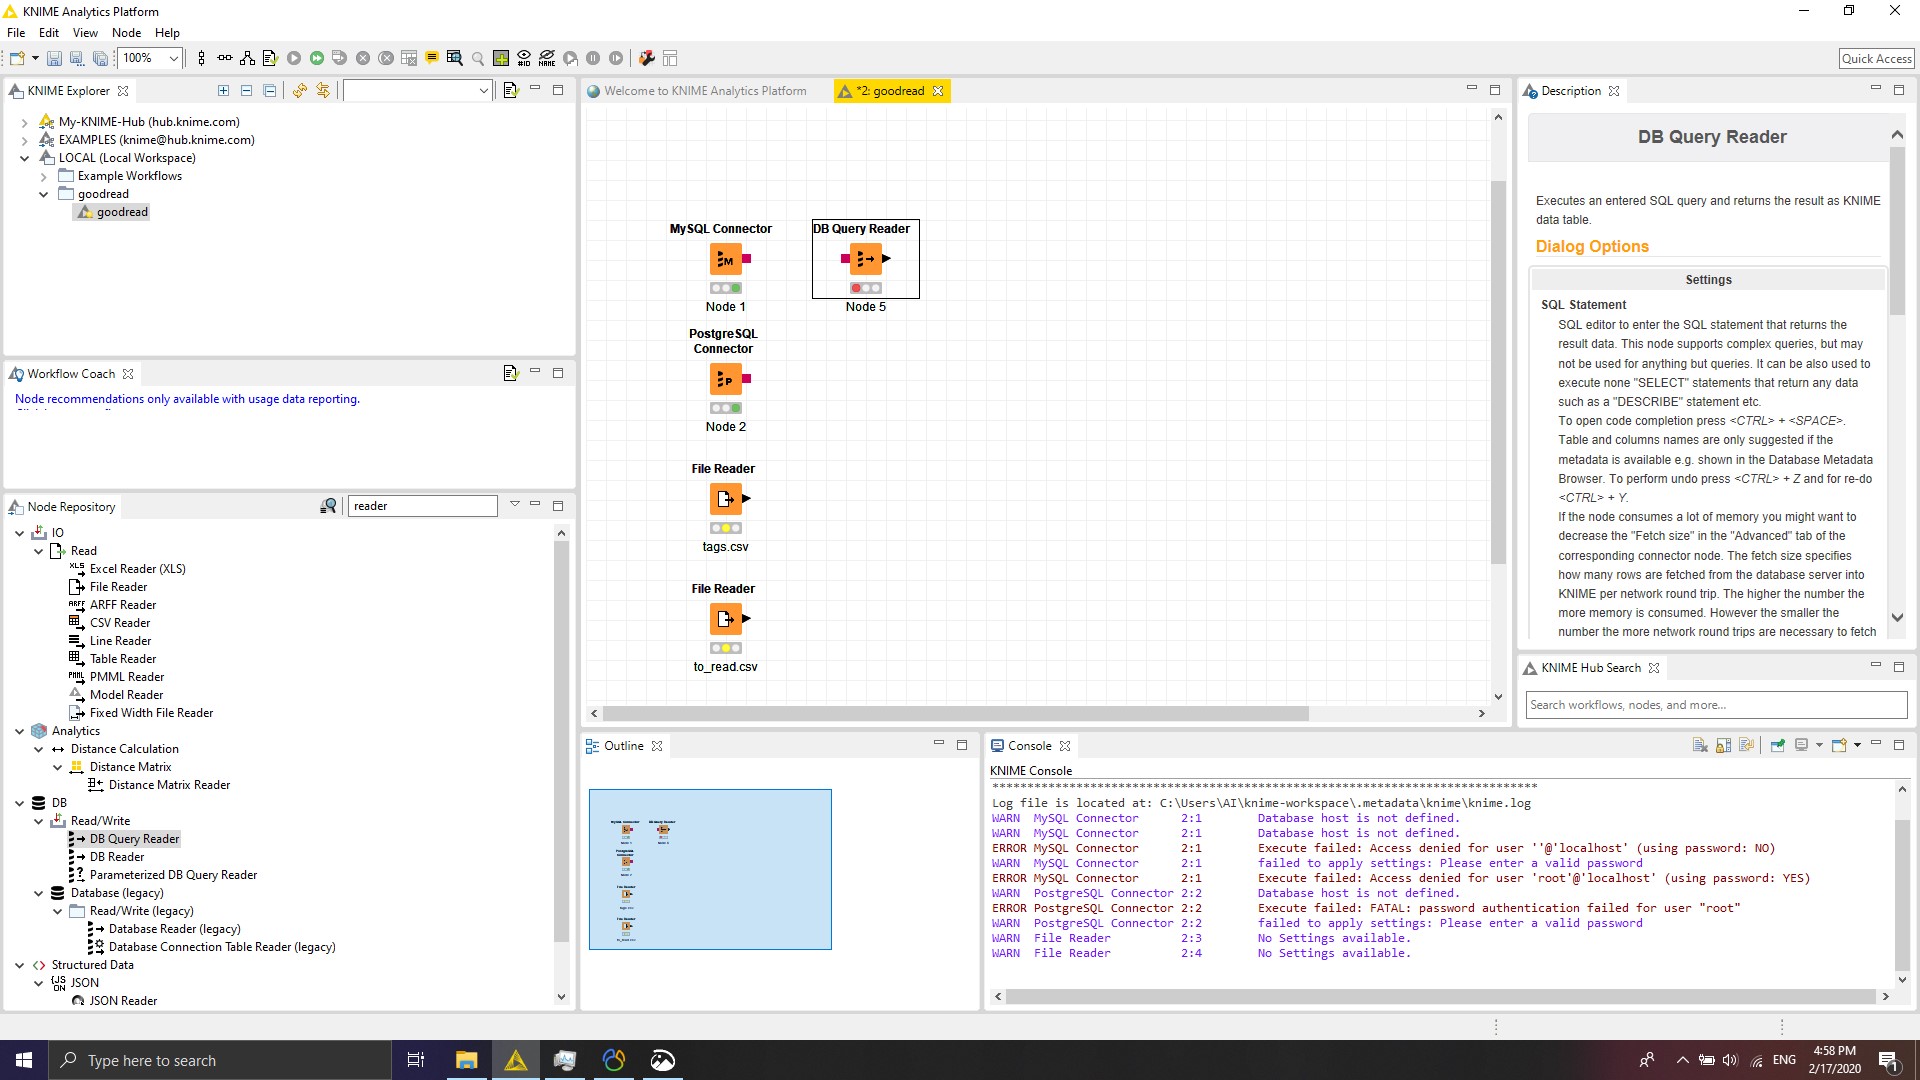 KNIME Analytics Platform
File Edit View Node Help
100%
Quick Access
KNIME Explorer
My-KNIME-Hub (hub.knime.com)
EXAMPLES (knime@hub.knime.com)
LOCAL (Local Workspace)
Example Workflows
goodread
goodread
Workflow Coach
Node recommendations only available with usage data reporting.
Node Repository
reader
IO
Read
Excel Reader (XLS)
File Reader
ARFF Reader
CSV Reader
Line Reader
Table Reader
PMML Reader
Model Reader
Fixed Width File Reader
Analytics
Distance Calculation
Distance Matrix
Distance Matrix Reader
DB
Read/Write
DB Query Reader
DB Reader
Parameterized DB Query Reader
Database (legacy)
Read/Write (legacy)
Database Reader (legacy)
Database Connection Table Reader (legacy)
Structured Data
JSON
JSON Reader
Welcome to KNIME Analytics Platform
*2: goodread
MySQL Connector
Node 1
DB Query Reader
Node 5
PostgreSQL
Connector
Node 2
File Reader
tags.csv
File Reader
to_read.csv
Outline
Console
KNIME Console
Log file is located at: C:\Users\AI\knime-workspace\.metadata\knime\knime.log
WARN MySQL Connector 2:1 Database host is not defined.
WARN MySQL Connector 2:1 Database host is not defined.
ERROR MySQL Connector 2:1 Execute failed: Access denied for user ''@'localhost' (using password: NO)
WARN MySQL Connector 2:1 failed to apply settings: Please enter a valid password
ERROR MySQL Connector 2:1 Execute failed: Access denied for user 'root'@'localhost' (using password: YES)
WARN PostgreSQL Connector 2:2 Database host is not defined.
ERROR PostgreSQL Connector 2:2 Execute failed: FATAL: password authentication failed for user "root"
WARN PostgreSQL Connector 2:2 failed to apply settings: Please enter a valid password
WARN File Reader 2:3 No Settings available.
WARN File Reader 2:4 No Settings available.
Description
DB Query Reader
Executes an entered SQL query and returns the result as KNIME
data table.
Dialog Options
Settings
SQL Statement
SQL editor to enter the SQL statement that returns the
result data. This node supports complex queries, but may
not be used for anything but queries. It can be also used to
execute none "SELECT" statements that return any data
such as a "DESCRIBE" statement etc.
To open code completion press <CTRL> + <SPACE>.
Table and columns names are only suggested if the
metadata is available e.g. shown in the Database Metadata
Browser. To perform undo press <CTRL> + Z and for re-do
<CTRL> + Y.
If the node consumes a lot of memory you might want to
decrease the "Fetch size" in the "Advanced" tab of the
corresponding connector node. The fetch size specifies
how many rows are fetched from the database server into
KNIME per network round trip. The higher the number the
more memory is consumed. However the smaller the
number the more network round trips are necessary to fetch
KNIME Hub Search
Search workflows, nodes, and more...
Type here to search
ENG
4:58 PM
2/17/2020
1